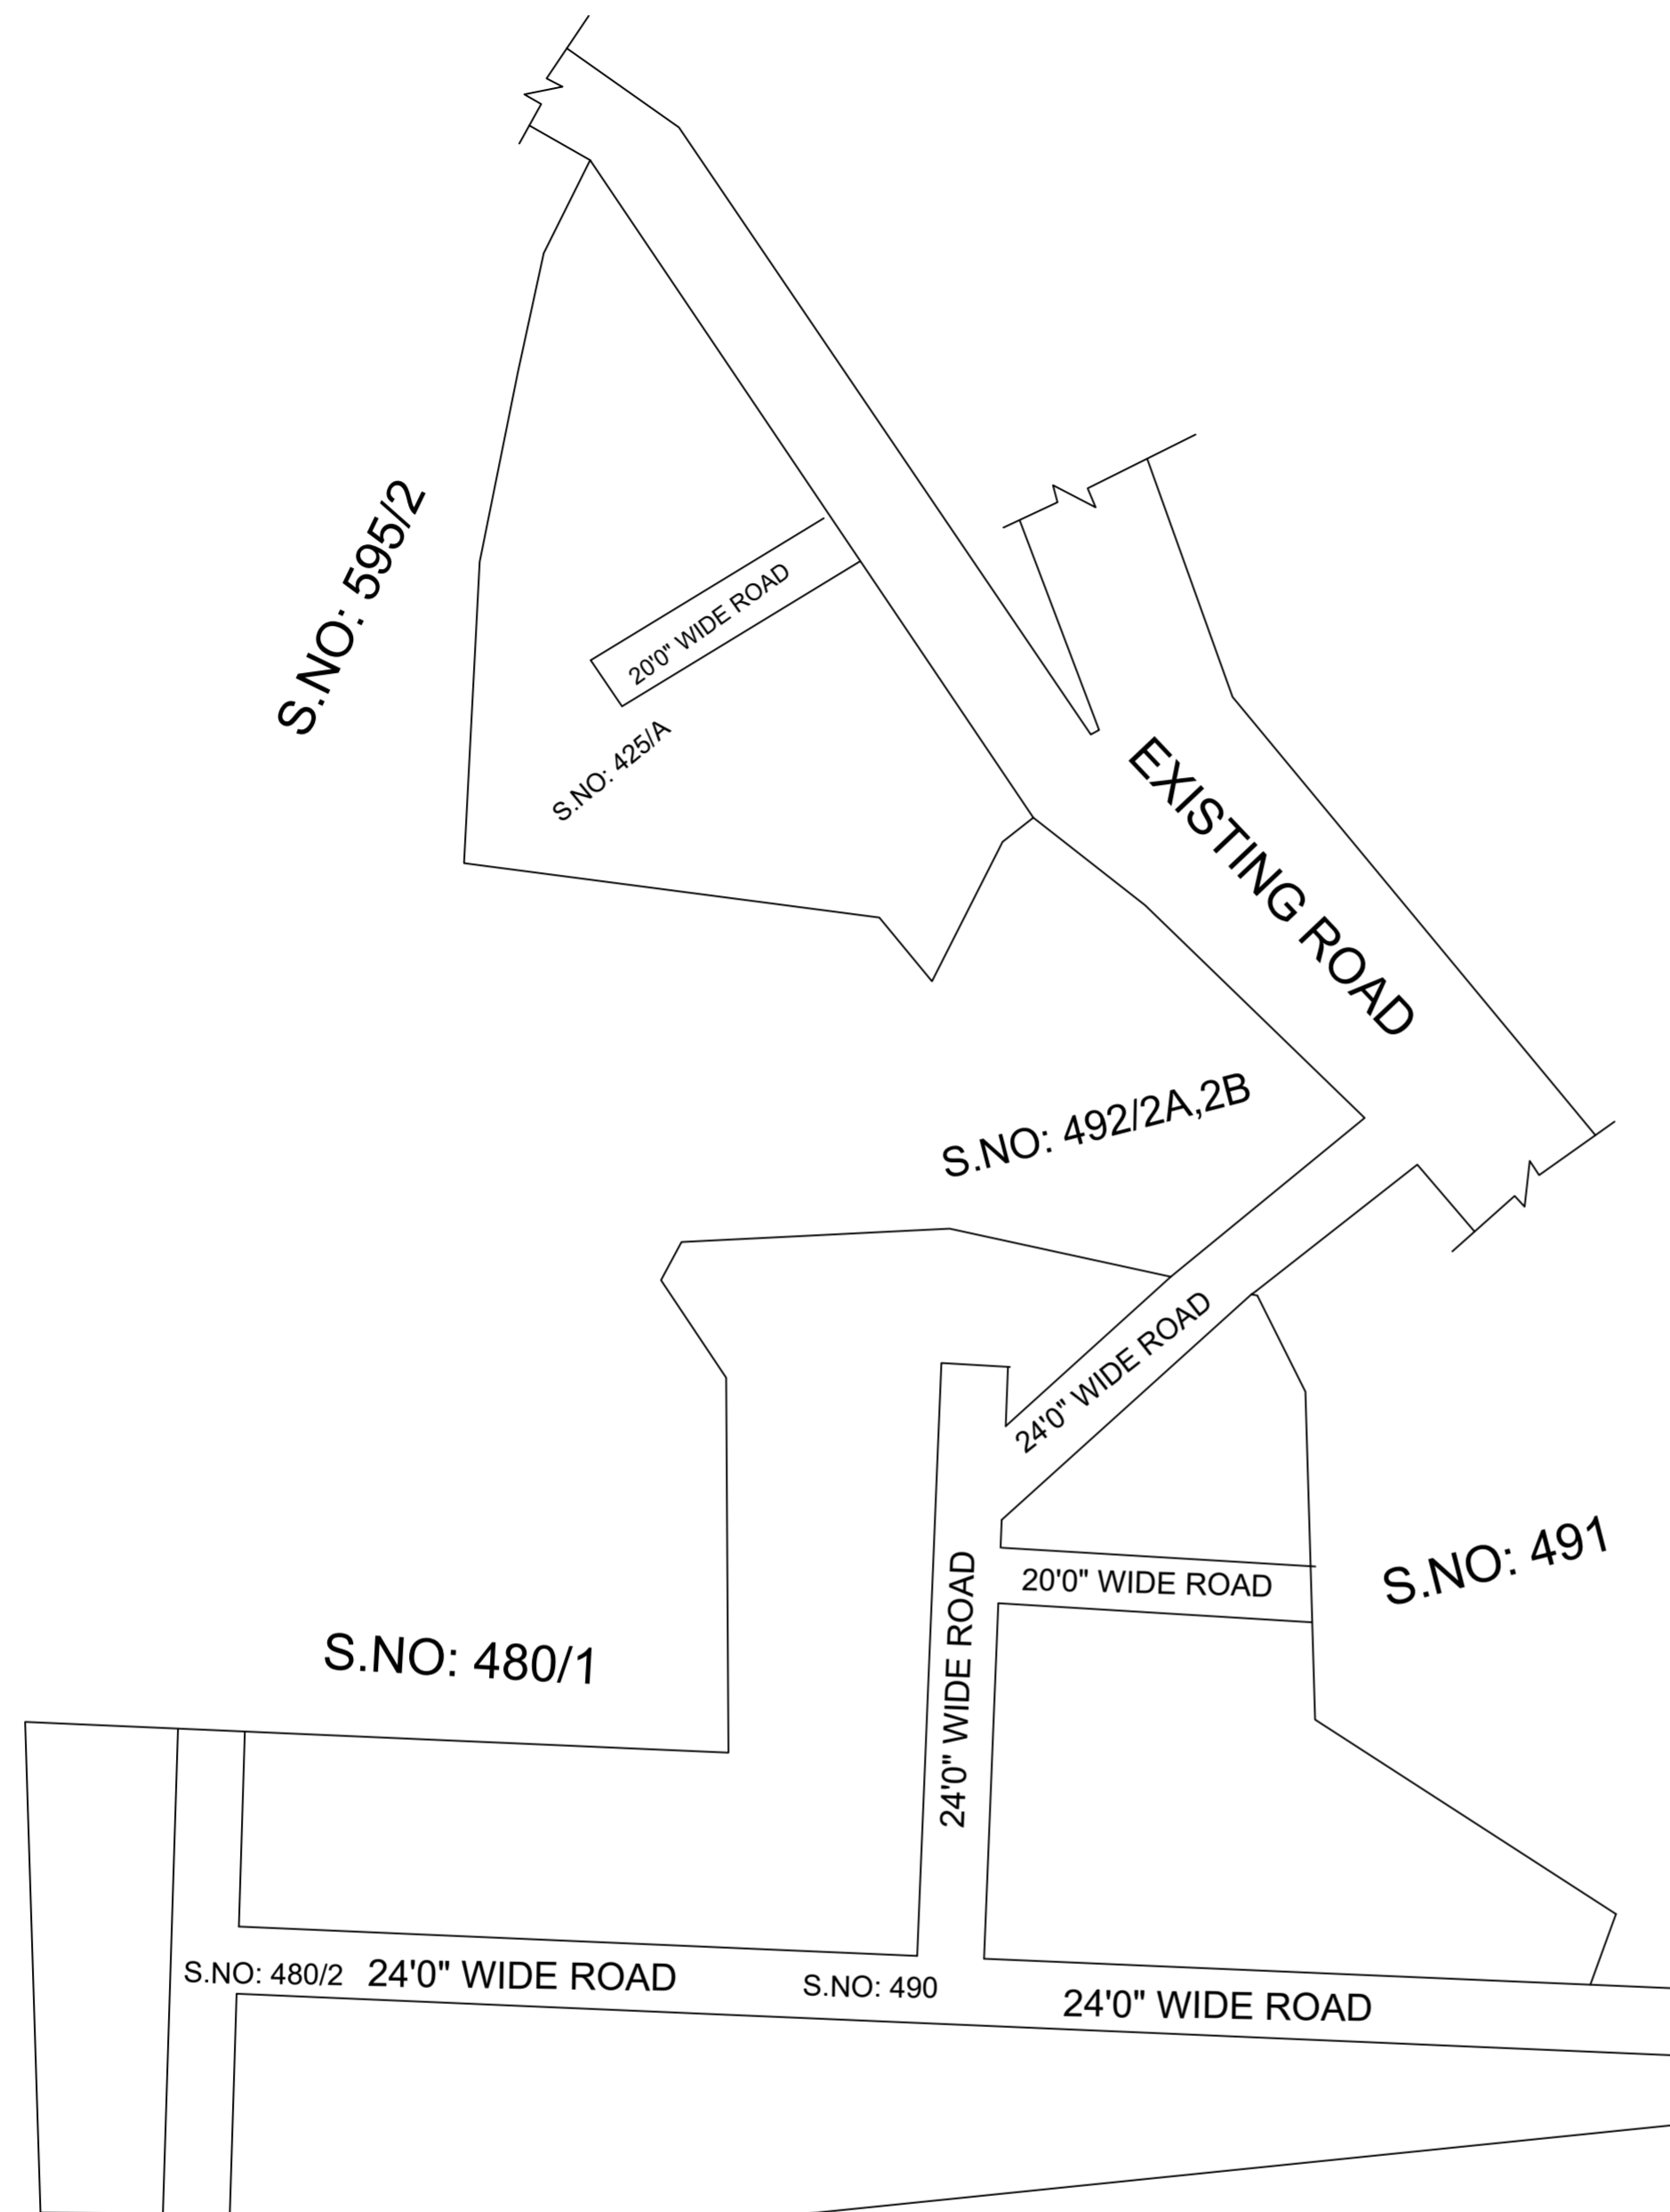 S.NO: 595/2
20'0" WIDE ROAD
S.NO: 425/A
EXISTING ROAD
S.NO: 492/2A,2B
24'0" WIDE ROAD
S.NO: 491
20'0" WIDE ROAD
24'0" WIDE ROAD
S.NO: 480/1
S.NO: 480/2
24'0" WIDE ROAD
S.NO: 490
24'0" WIDE ROAD